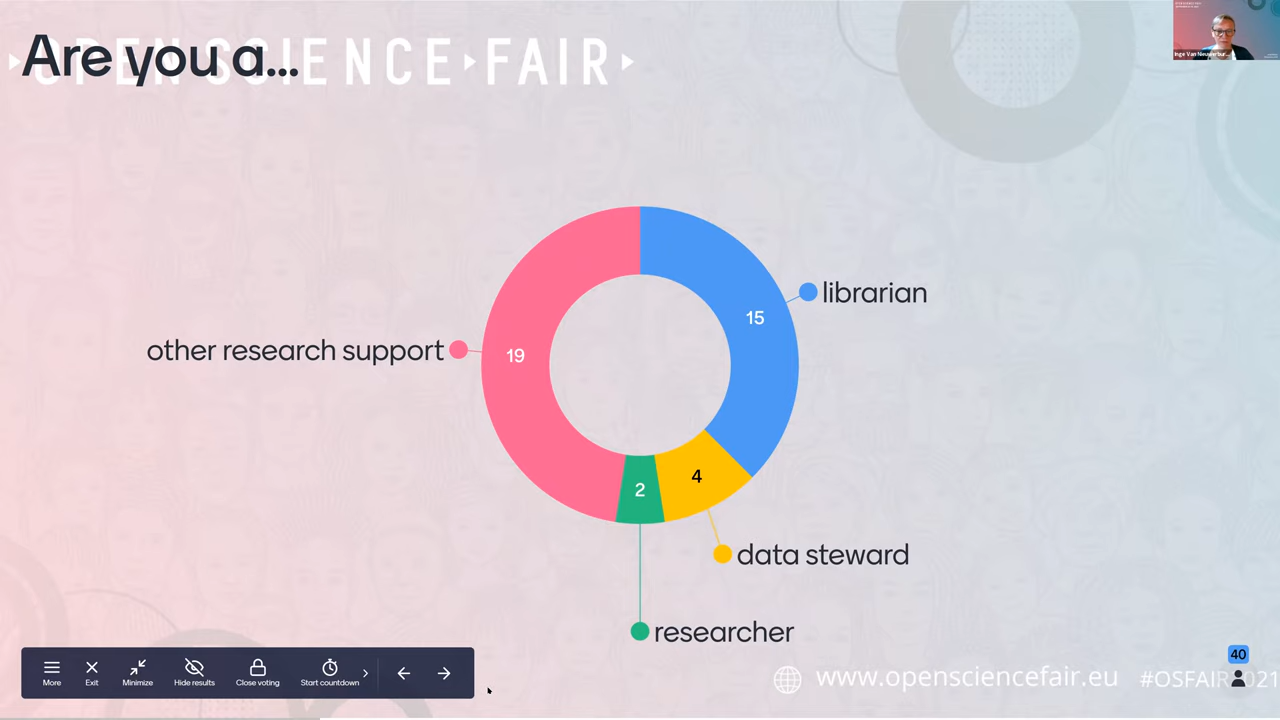 Are you a...
OPEN SCIENCE FAIR
librarian
15
other research support
19
4
2
data steward
researcher
More
Exit
Minimize
Hide results
Close voting
Start countdown
40
www.opensciencefair.eu
#OSFAIR2021